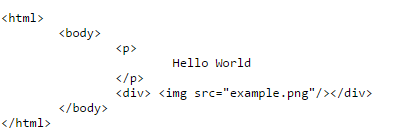 <html>
<body>
<p>
Hello World
</p>
<div> <img src="example.png"/></div>
</body>
</html>